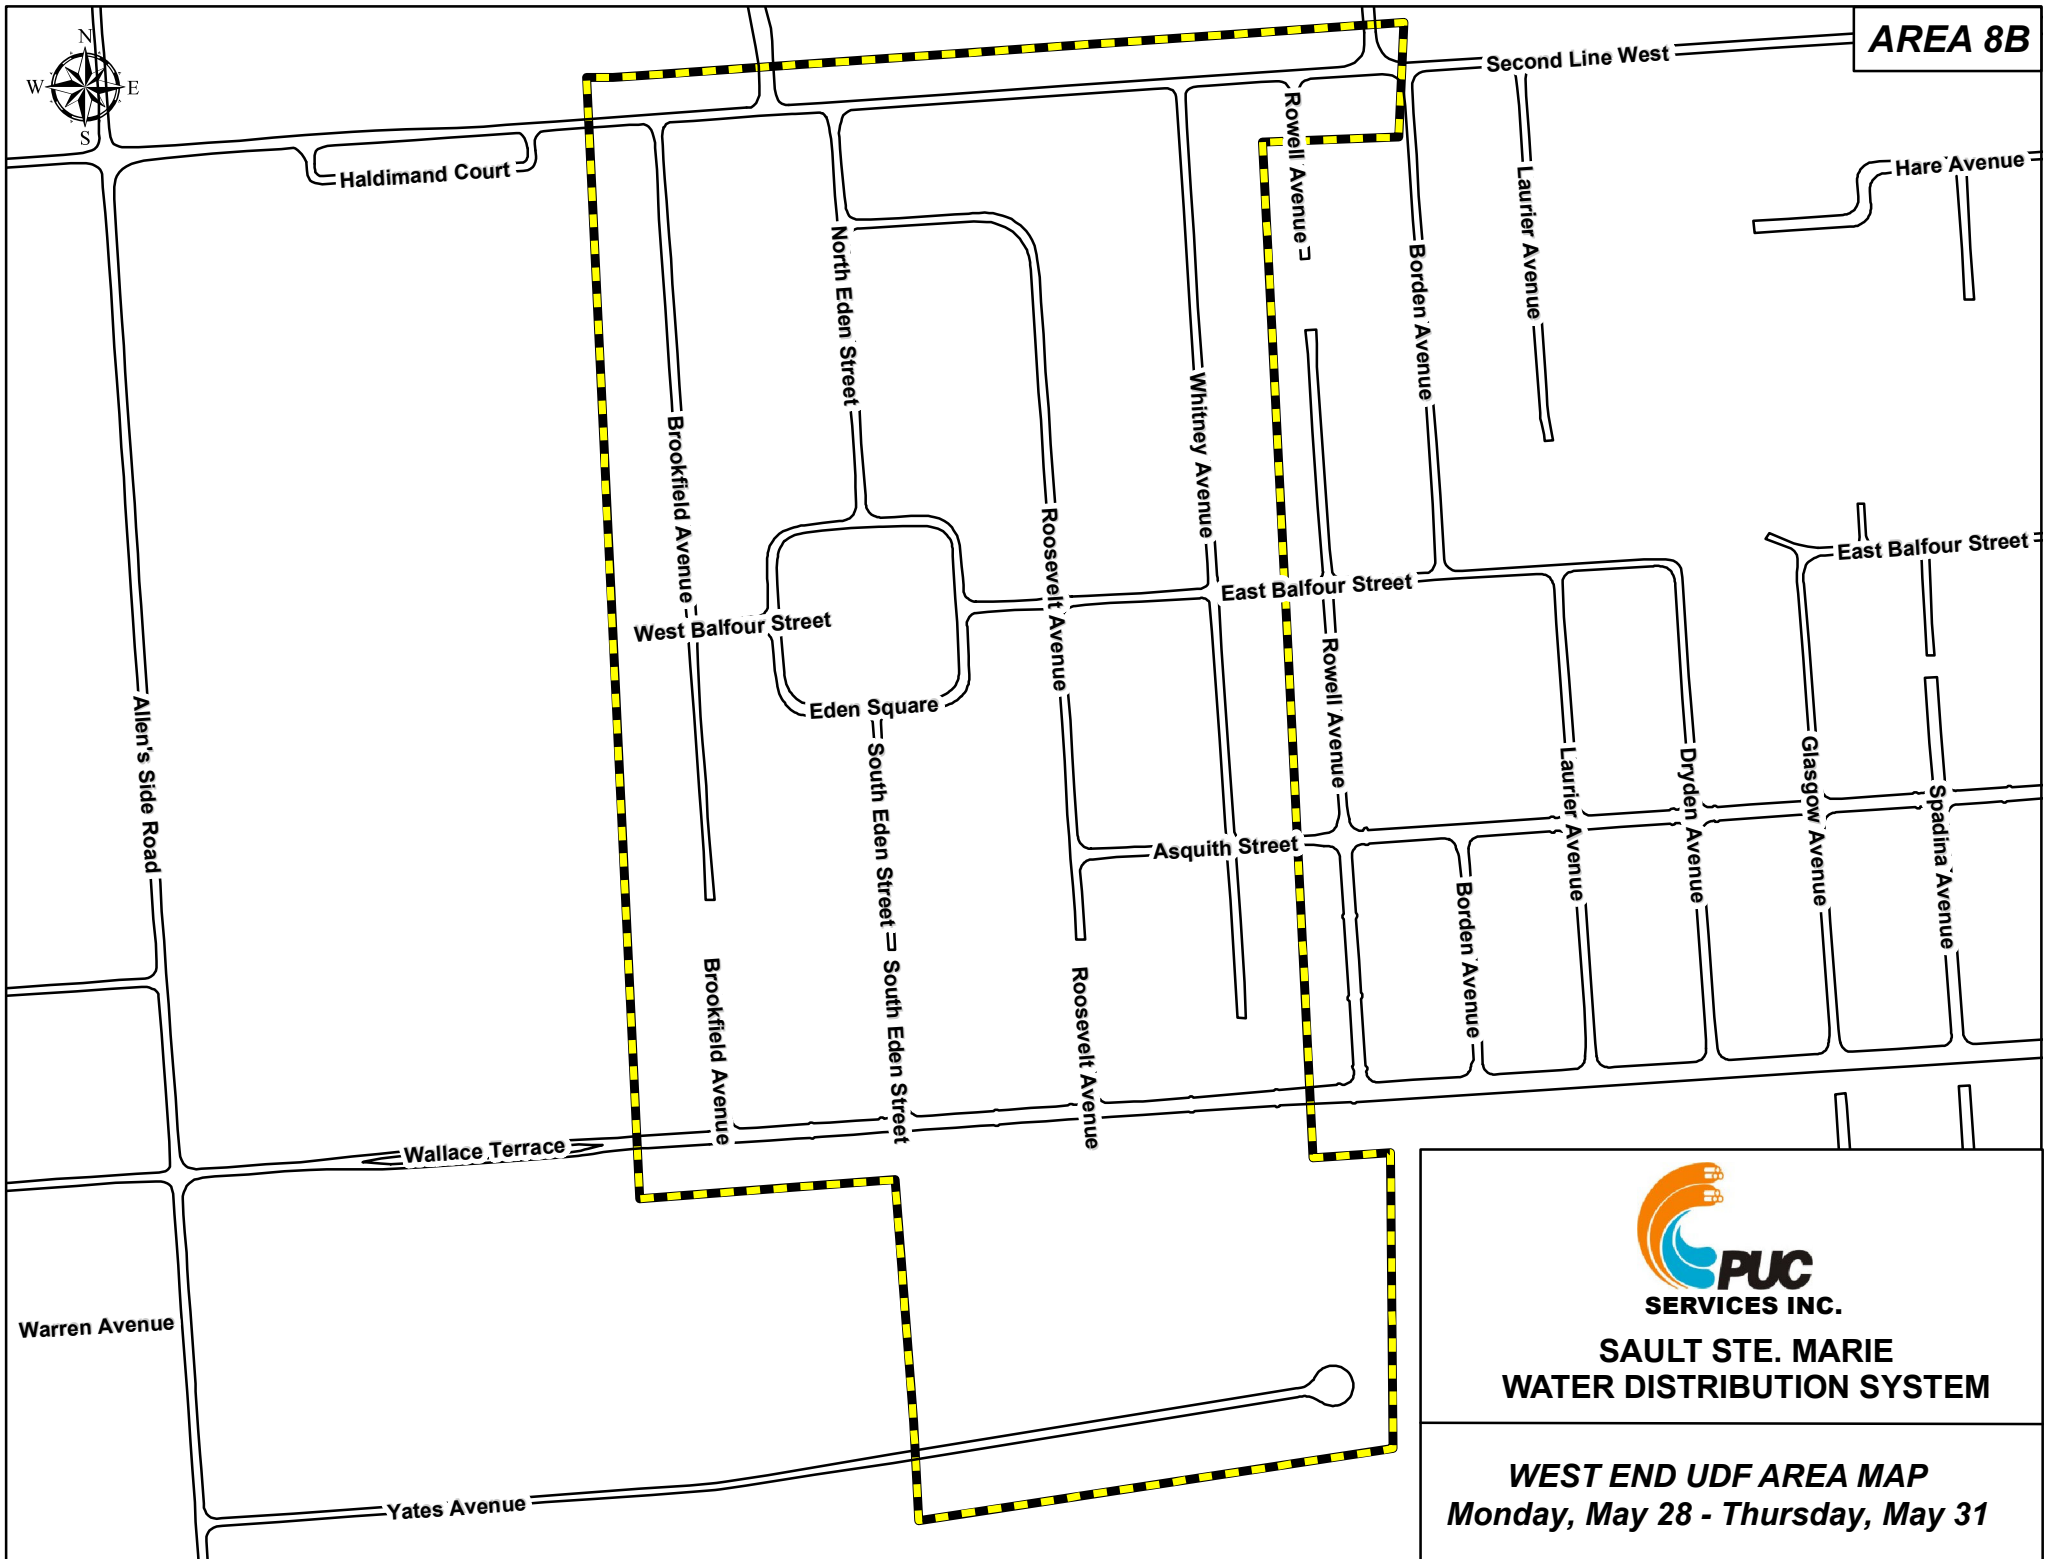 AREA 8B
N
W
E
S
Second Line West
Haldimand Court
Rowell Avenue
Laurier Avenue
Hare Avenue
North Eden Street
Borden Avenue
Brookfield Avenue
Whitney Avenue
Roosevelt Avenue
East Balfour Street
East Balfour Street
West Balfour Street
Rowell Avenue
Eden Square
Allen's Side Road
South Eden Street
Laurier Avenue
Dryden Avenue
Glasgow Avenue
Spadina Avenue
Asquith Street
Borden Avenue
Brookfield Avenue
South Eden Street
Roosevelt Avenue
Wallace Terrace
Warren Avenue
Yates Avenue
PUC
SERVICES INC.
SAULT STE. MARIE
WATER DISTRIBUTION SYSTEM
WEST END UDF AREA MAP
Monday, May 28 - Thursday, May 31